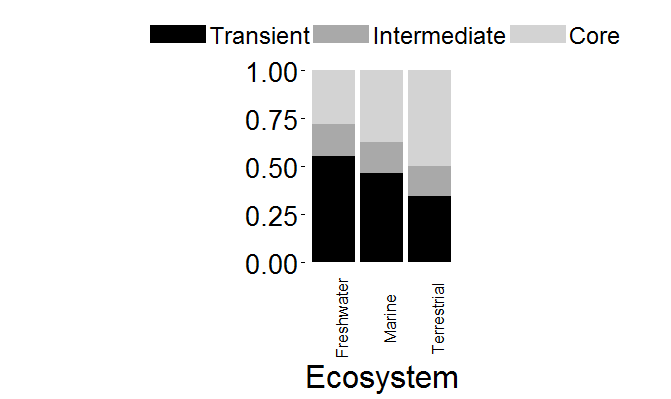 Transient Intermediate Core
1.00
0.75
0.50
0.25
0.00
Freshwater
Marine
Terrestrial
Ecosystem